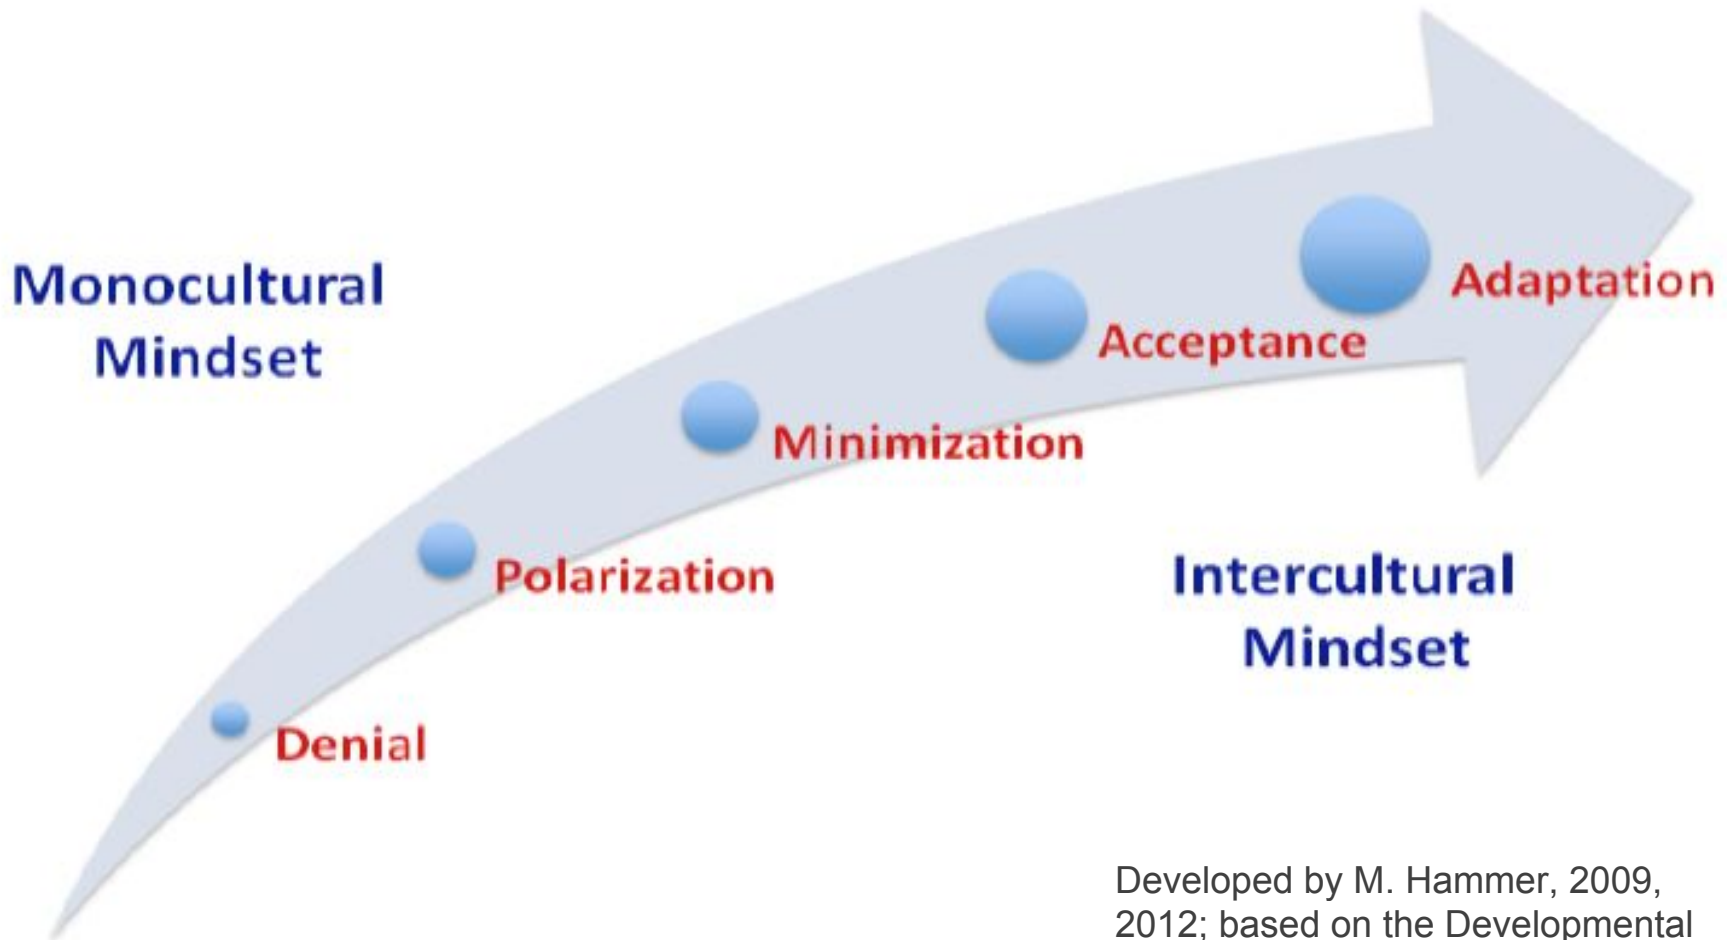 Monocultural
Mindset
Adaptation
Acceptance
Minimization
Polarization
Intercultural
Mindset
Denial
Developed by M. Hammer, 2009,
2012; based on the Developmental